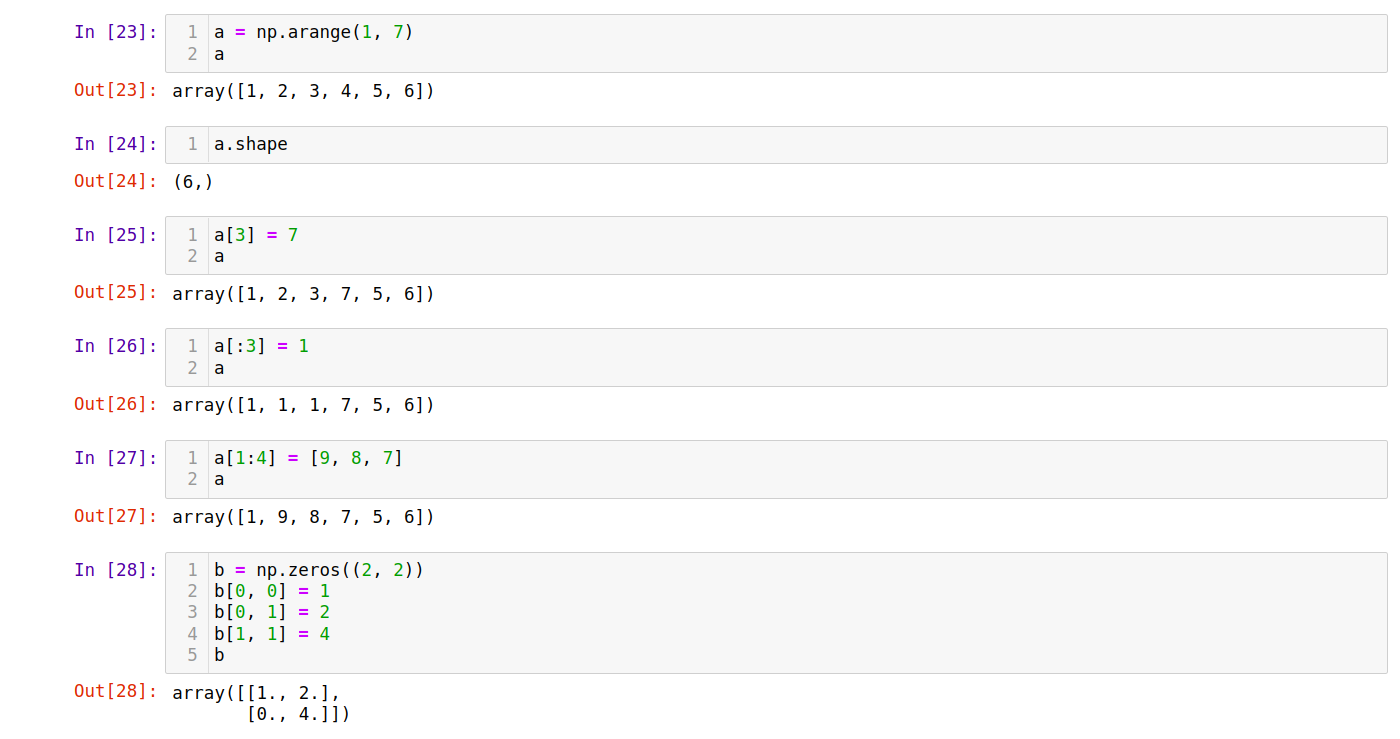 In [23]: 1 a = np.arange(1, 7)
2 a
Out[23]: array([1, 2, 3, 4, 5, 6])
In [24]: 1 a.shape
Out[24]: (6,)
In [25]: 1 a[3] = 7
2 a
Out[25]: array([1, 2, 3, 7, 5, 6])
In [26]: 1 a[:3] = 1
2 a
Out[26]: array([1, 1, 1, 7, 5, 6])
In [27]: 1 a[1:4] = [9, 8, 7]
2 a
Out[27]: array([1, 9, 8, 7, 5, 6])
In [28]: 1 b = np.zeros((2, 2))
2 b[0, 0] = 1
3 b[0, 1] = 2
4 b[1, 1] = 4
5 b
Out[28]: array([[1., 2.],
[0., 4.]])